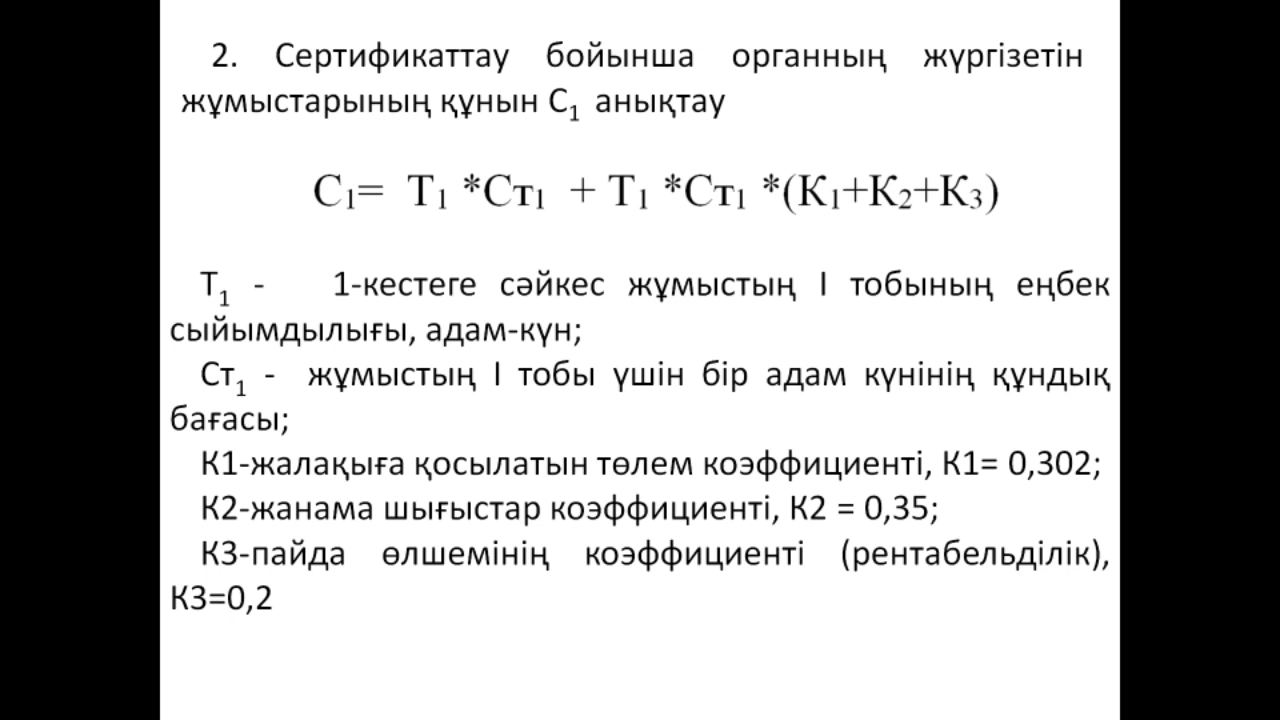 2. Сертификаттау бойынша органның жүргізетін
жұмыстарының құнын С₁ анықтау
С₁= Т₁ *Ст₁ + Т₁ *Ст₁ *(К₁+К₂+К₃)
Т₁ - 1-кестеге сәйкес жұмыстың I тобының еңбек
сыйымдылығы, адам-күн;
Ст₁ - жұмыстың I тобы үшін бір адам күнінің құндық
бағасы;
К1-жалақыға қосылатын төлем коэффициенті, К1= 0,302;
К2-жанама шығыстар коэффициенті, К2 = 0,35;
К3-пайда өлшемінің коэффициенті (рентабельділік),
К3=0,2